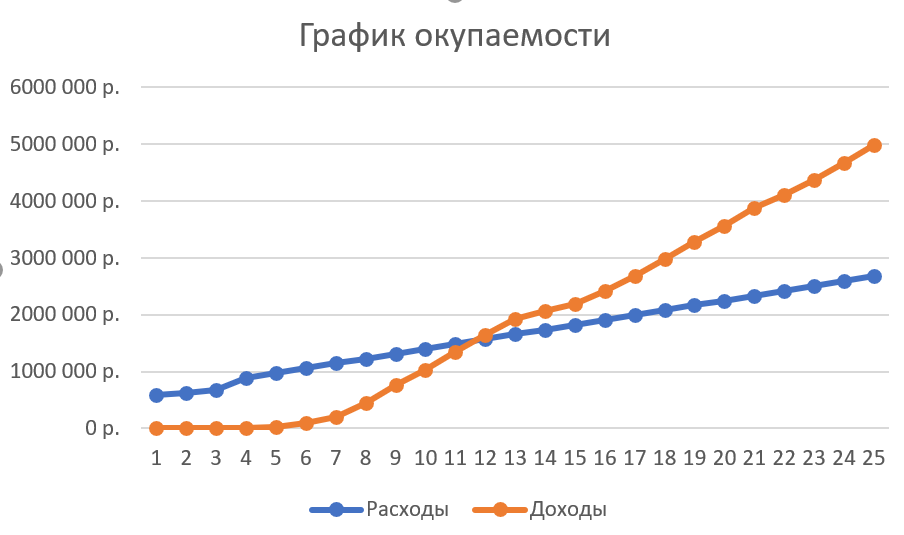 График окупаемости
6000 000 р.
5000 000 р.
4000 000 р.
3000 000 р.
2000 000 р.
1000 000 р.
0 р.
1 2 3 4 5 6 7 8 9 10 11 12 13 14 15 16 17 18 19 20 21 22 23 24 25
Расходы Доходы